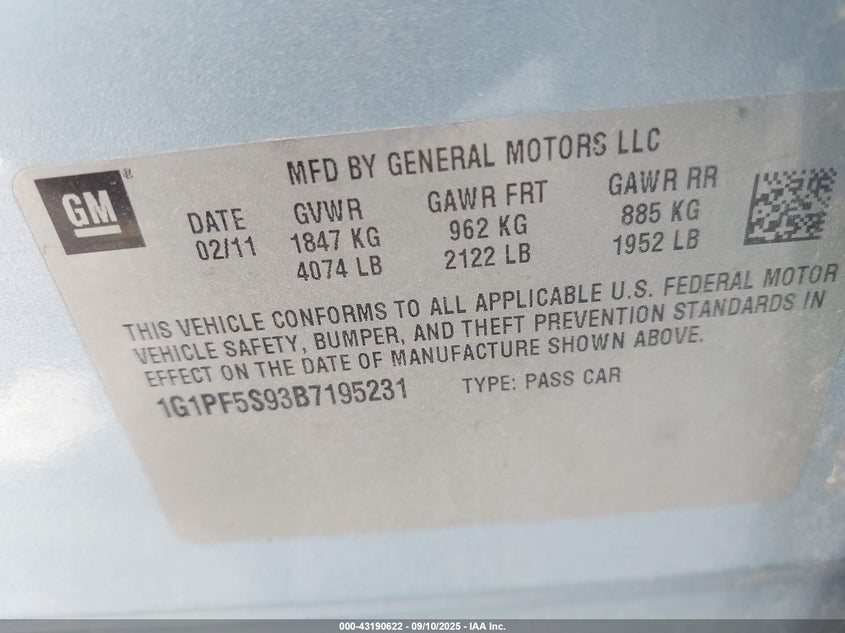 MFD BY GENERAL MOTORS LLC
GM
DATE GVWR GAWR FRT GAWR RR
02/11 1847 KG 962 KG 885 KG
4074 LB 2122 LB 1952 LB
THIS VEHICLE CONFORMS TO ALL APPLICABLE U.S. FEDERAL MOTOR
VEHICLE SAFETY, BUMPER, AND THEFT PREVENTION STANDARDS IN
EFFECT ON THE DATE OF MANUFACTURE SHOWN ABOVE.
1G1PF5S93B7195231 TYPE: PASS CAR
000-43190622 - 09/10/2025 - IAA Inc.